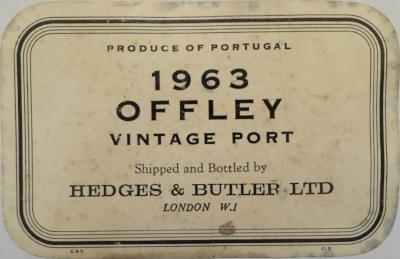 PRODUCE OF PORTUGAL
1963
OFFLEY
VINTAGE PORT
Shipped and Bottled by
HEDGES & BUTLER LTD
LONDON W.1